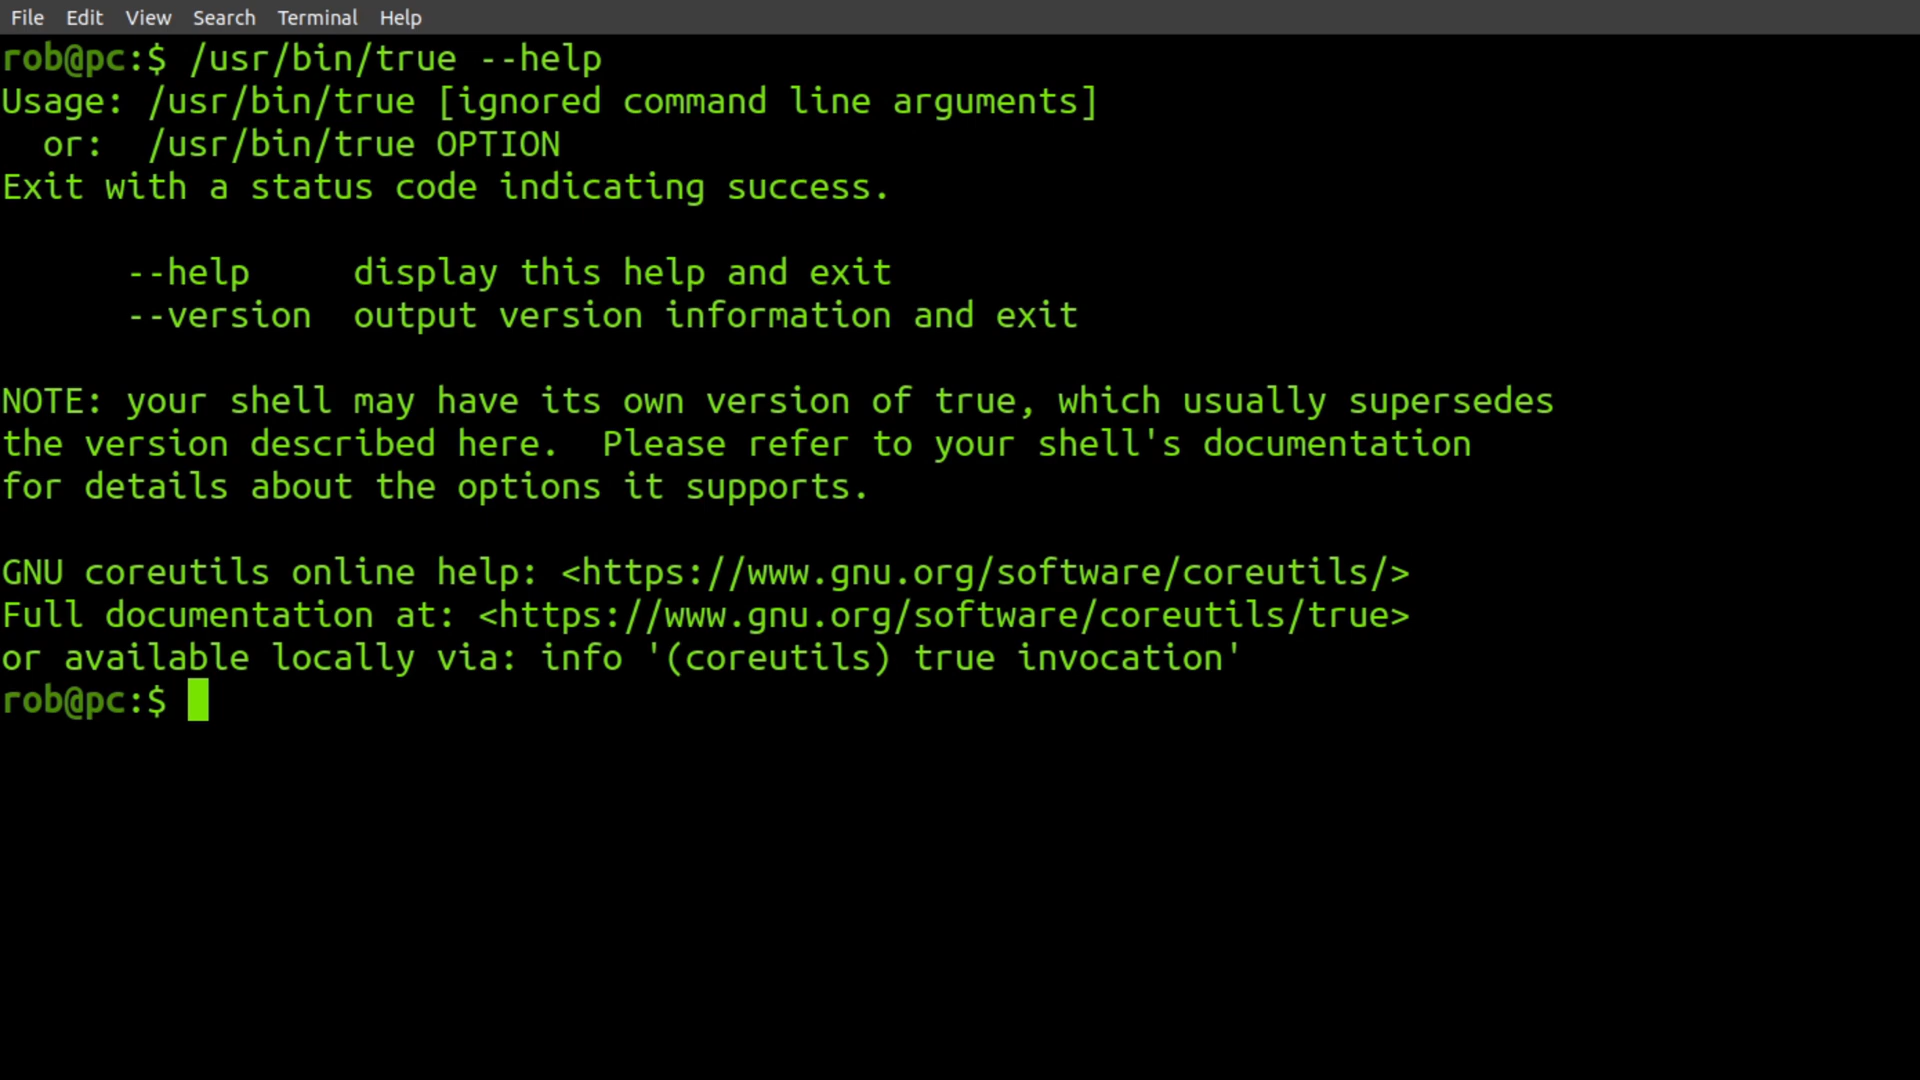 File Edit View Search Terminal Help
rob@pc:$ /usr/bin/true --help
Usage: /usr/bin/true [ignored command line arguments]
  or:  /usr/bin/true OPTION
Exit with a status code indicating success.

      --help     display this help and exit
      --version  output version information and exit

NOTE: your shell may have its own version of true, which usually supersedes
the version described here.  Please refer to your shell's documentation
for details about the options it supports.

GNU coreutils online help: <https://www.gnu.org/software/coreutils/>
Full documentation at: <https://www.gnu.org/software/coreutils/true>
or available locally via: info '(coreutils) true invocation'
rob@pc:$